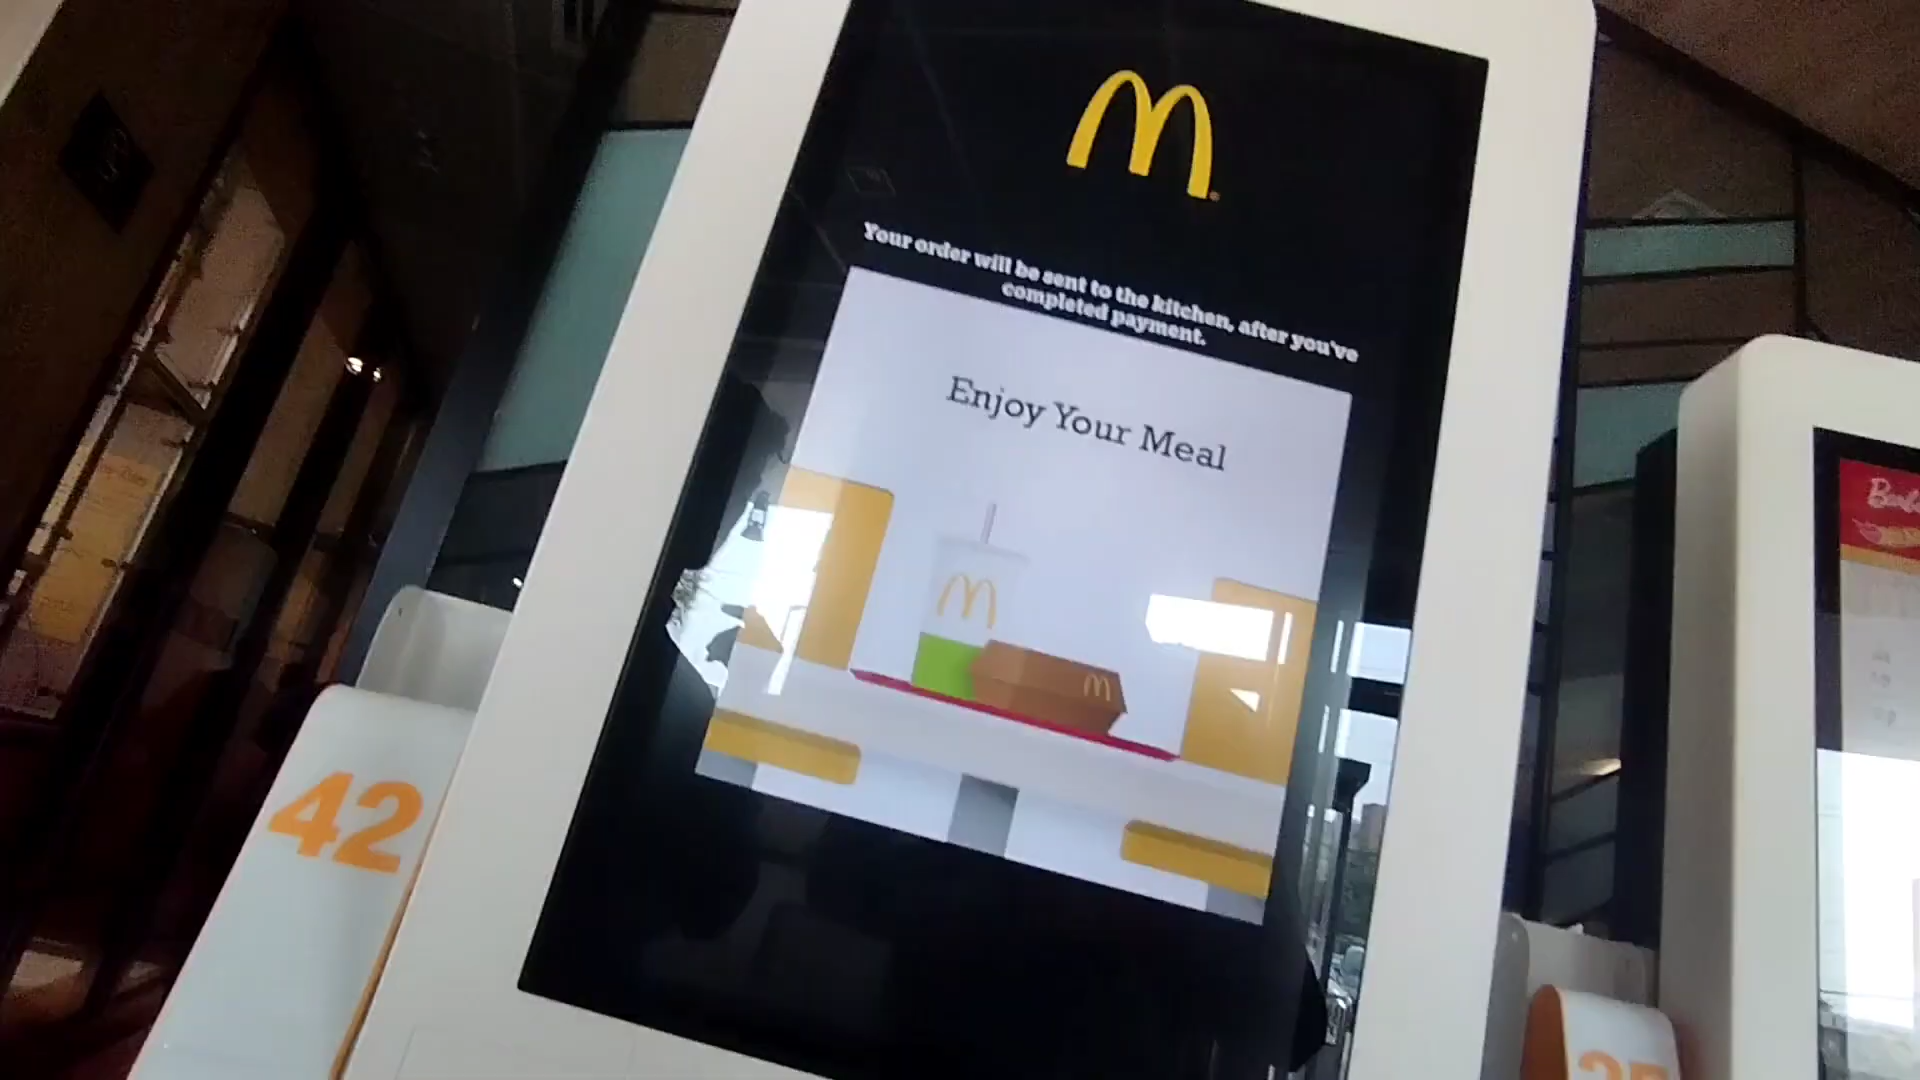 Your order will be sent to the kitchen, after you've
completed payment.
Enjoy Your Meal
42